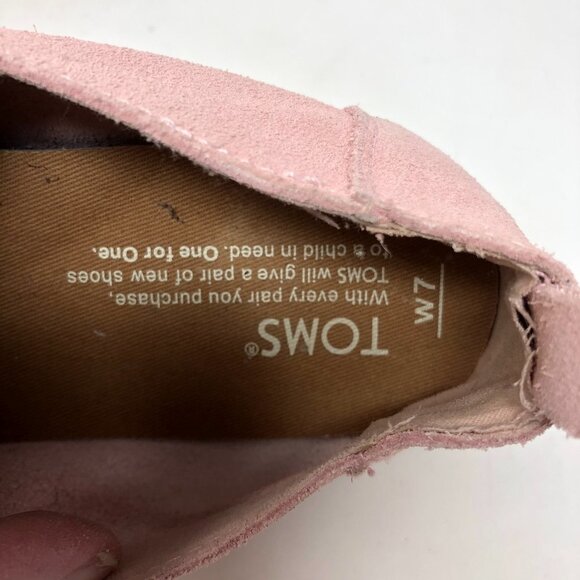 TOMS®
W7
With every pair you purchase,
TOMS will give a pair of new shoes
to a child in need. One for One.